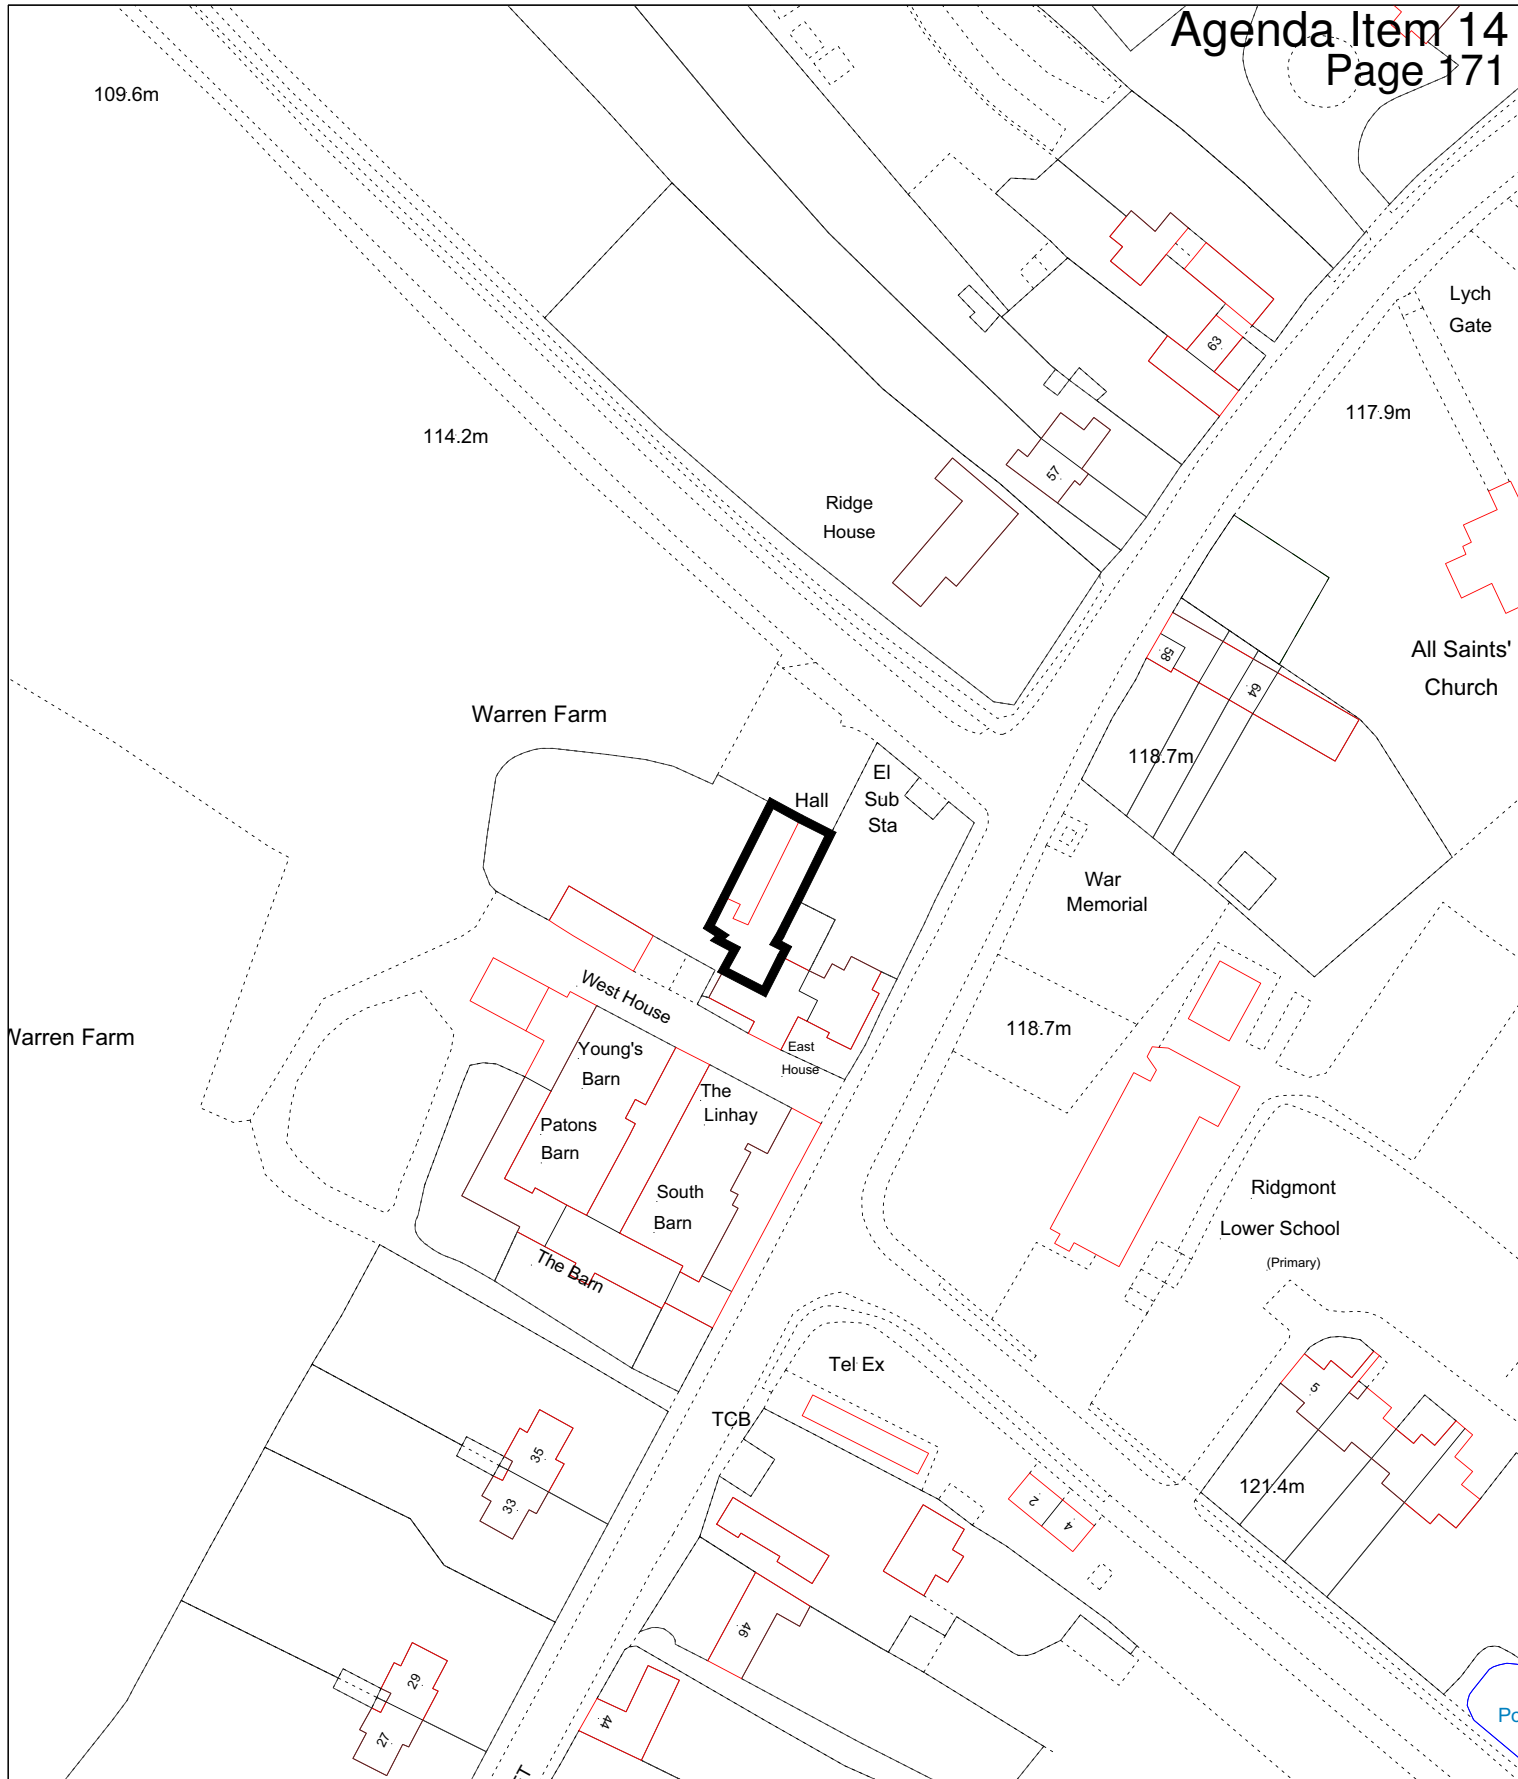 Agenda Item 14
Page 171
109.6m
Lych
Gate
63
117.9m
114.2m
57
Ridge
House
58
64
All Saints'
Church
Warren Farm
118.7m
El
Sub
Sta
Hall
War
Memorial
West House
118.7m
Warren Farm
East
House
Young's
Barn
The
Linhay
Patons
Barn
South
Barn
Ridgmont
Lower School
(Primary)
The Barn
Tel Ex
5
TCB
35
33
2
4
121.4m
46
29
27
44